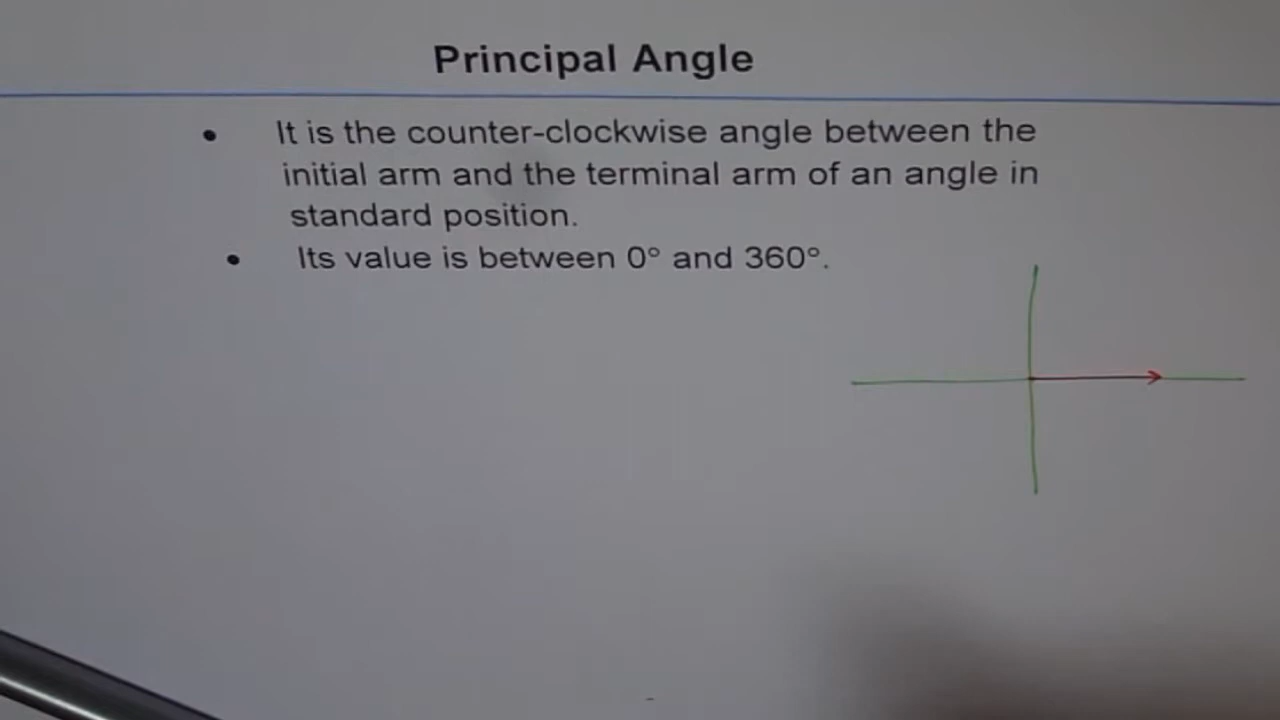 Principal Angle
• It is the counter-clockwise angle between the
initial arm and the terminal arm of an angle in
standard position.
• Its value is between 0° and 360°.